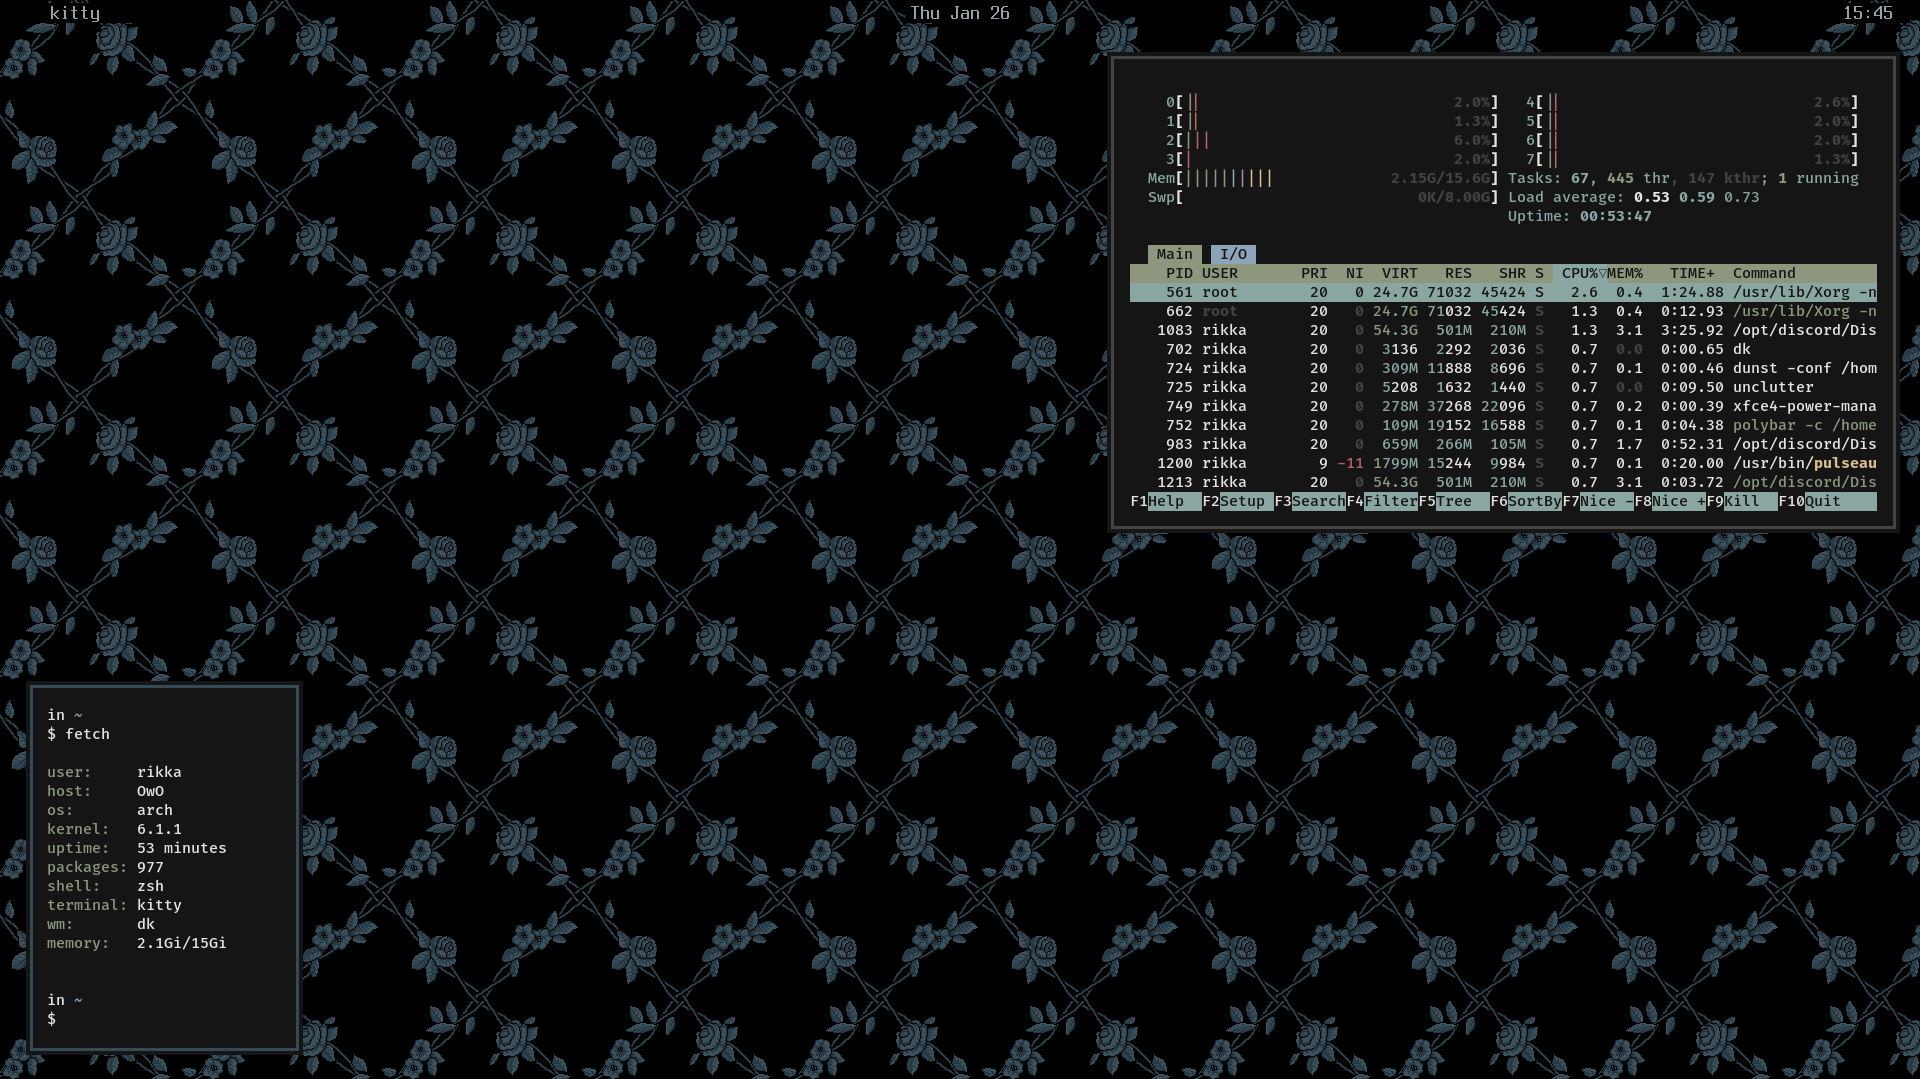 kitty Thu Jan 26 15:45
0[|| 2.0%] 4[|| 2.6%]
1[|| 1.3%] 5[|| 2.0%]
2[||| 6.0%] 6[|| 2.0%]
3[| 2.0%] 7[|| 1.3%]
Mem[|||||||||| 2.15G/15.6G] Tasks: 67, 445 thr, 147 kthr; 1 running
Swp[ 0K/8.00G] Load average: 0.53 0.59 0.73
Uptime: 00:53:47
Main I/O
PID USER PRI NI VIRT RES SHR S CPU%▽MEM% TIME+ Command
561 root 20 0 24.7G 71032 45424 S 2.6 0.4 1:24.88 /usr/lib/Xorg -n
662 root 20 0 24.7G 71032 45424 S 1.3 0.4 0:12.93 /usr/lib/Xorg -n
1083 rikka 20 0 54.3G 501M 210M S 1.3 3.1 3:25.92 /opt/discord/Dis
702 rikka 20 0 3136 2292 2036 S 0.7 0.0 0:00.65 dk
724 rikka 20 0 309M 11888 8696 S 0.7 0.1 0:00.46 dunst -conf /hom
725 rikka 20 0 5208 1632 1440 S 0.7 0.0 0:09.50 unclutter
749 rikka 20 0 278M 37268 22096 S 0.7 0.2 0:00.39 xfce4-power-mana
752 rikka 20 0 109M 19152 16588 S 0.7 0.1 0:04.38 polybar -c /home
983 rikka 20 0 659M 266M 105M S 0.7 1.7 0:52.31 /opt/discord/Dis
1200 rikka 9 -11 1799M 15244 9984 S 0.7 0.1 0:20.00 /usr/bin/pulseau
1213 rikka 20 0 54.3G 501M 210M S 0.7 3.1 0:03.72 /opt/discord/Dis
F1Help F2Setup F3SearchF4FilterF5Tree F6SortByF7Nice -F8Nice +F9Kill F10Quit
in ~
$ fetch
user: rikka
host: OwO
os: arch
kernel: 6.1.1
uptime: 53 minutes
packages: 977
shell: zsh
terminal: kitty
wm: dk
memory: 2.1Gi/15Gi
in ~
$